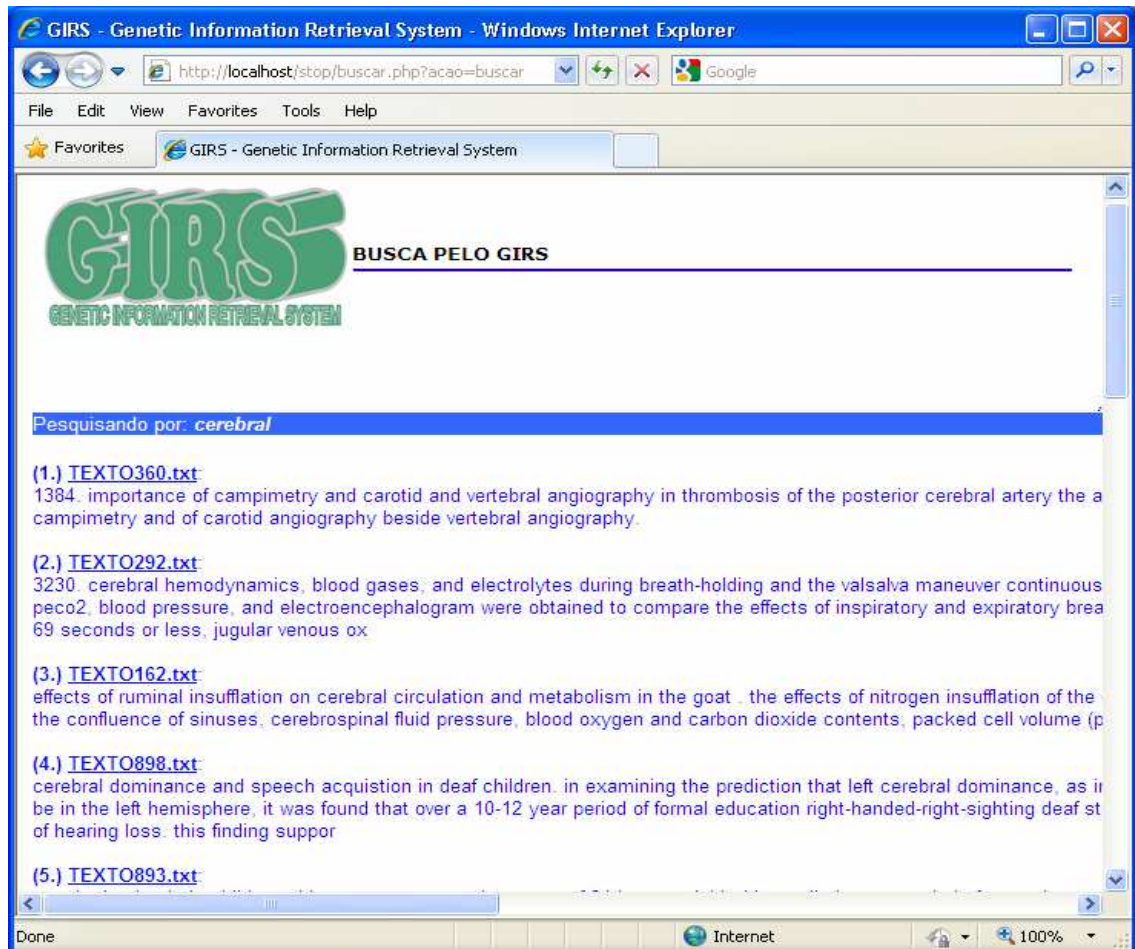 GIRS - Genetic Information Retrieval System - Windows Internet Explorer
http://localhost/stop/buscar.php?acao=buscar
Google
File Edit View Favorites Tools Help
Favorites
GIRS - Genetic Information Retrieval System
GIRS
GENETIC INFORMATION RETRIEVAL SYSTEM
BUSCA PELO GIRS
Pesquisando por: cerebral
(1.) TEXTO360.txt:
1384. importance of campimetry and carotid and vertebral angiography in thrombosis of the posterior cerebral artery the a
campimetry and of carotid angiography beside vertebral angiography.
(2.) TEXTO292.txt:
3230. cerebral hemodynamics, blood gases, and electrolytes during breath-holding and the valsalva maneuver continuous
peco2, blood pressure, and electroencephalogram were obtained to compare the effects of inspiratory and expiratory brea
69 seconds or less, jugular venous ox
(3.) TEXTO162.txt:
effects of ruminal insufflation on cerebral circulation and metabolism in the goat . the effects of nitrogen insufflation of the
the confluence of sinuses, cerebrospinal fluid pressure, blood oxygen and carbon dioxide contents, packed cell volume (p
(4.) TEXTO898.txt:
cerebral dominance and speech acquistion in deaf children. in examining the prediction that left cerebral dominance, as in
be in the left hemisphere, it was found that over a 10-12 year period of formal education right-handed-right-sighting deaf st
of hearing loss. this finding suppor
(5.) TEXTO893.txt:
Done
Internet
100%